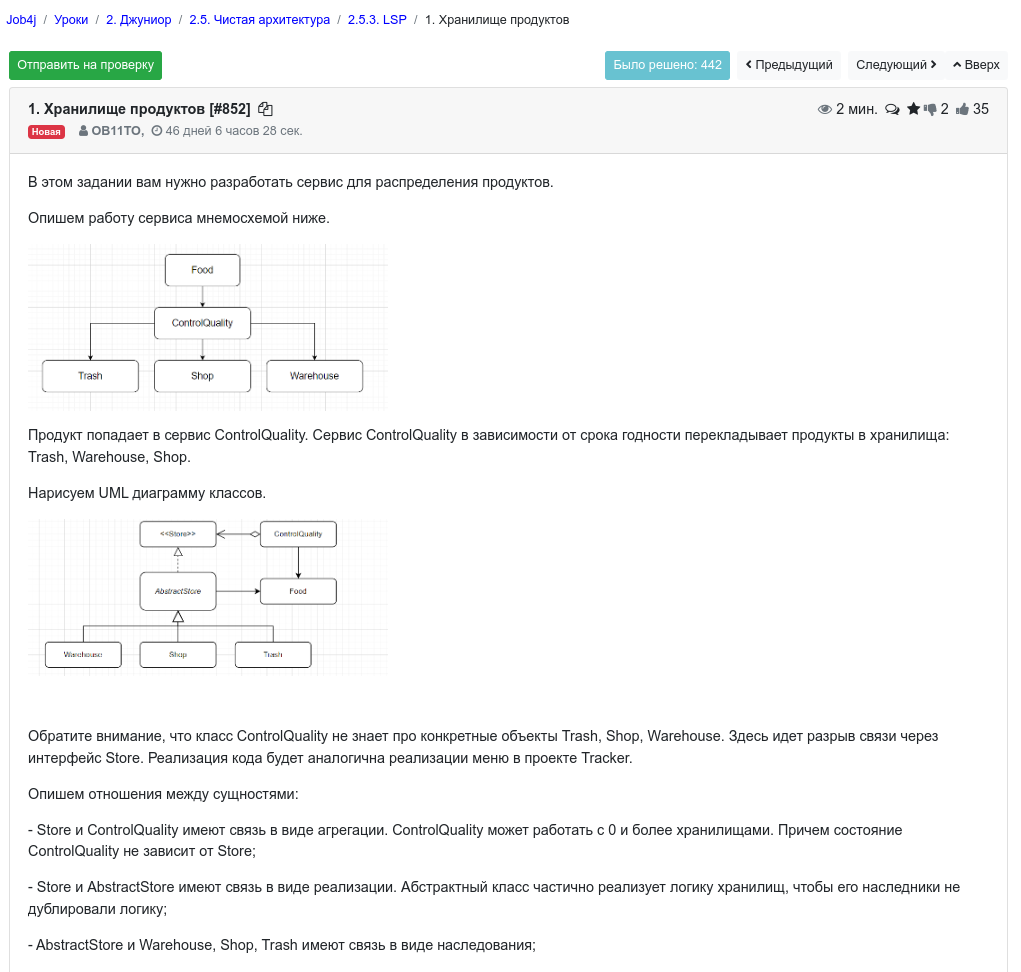 Job4j / Уроки / 2. Джуниор / 2.5. Чистая архитектура / 2.5.3. LSP / 1. Хранилище продуктов
Отправить на проверку
Было решено: 442
Предыдущий
Следующий
Вверх
1. Хранилище продуктов [#852]
2 мин.
2
35
Новая
OB11TO,
46 дней 6 часов 28 сек.
В этом задании вам нужно разработать сервис для распределения продуктов.
Опишем работу сервиса мнемосхемой ниже.
Food
ControlQuality
Trash
Shop
Warehouse
Продукт попадает в сервис ControlQuality. Сервис ControlQuality в зависимости от срока годности перекладывает продукты в хранилища:
Trash, Warehouse, Shop.
Нарисуем UML диаграмму классов.
<<Store>>
ControlQuality
AbstractStore
Food
Warehouse
Shop
Trash
Обратите внимание, что класс ControlQuality не знает про конкретные объекты Trash, Shop, Warehouse. Здесь идет разрыв связи через
интерфейс Store. Реализация кода будет аналогична реализации меню в проекте Tracker.
Опишем отношения между сущностями:
- Store и ControlQuality имеют связь в виде агрегации. ControlQuality может работать с 0 и более хранилищами. Причем состояние
ControlQuality не зависит от Store;
- Store и AbstractStore имеют связь в виде реализации. Абстрактный класс частично реализует логику хранилищ, чтобы его наследники не
дублировали логику;
- AbstractStore и Warehouse, Shop, Trash имеют связь в виде наследования;